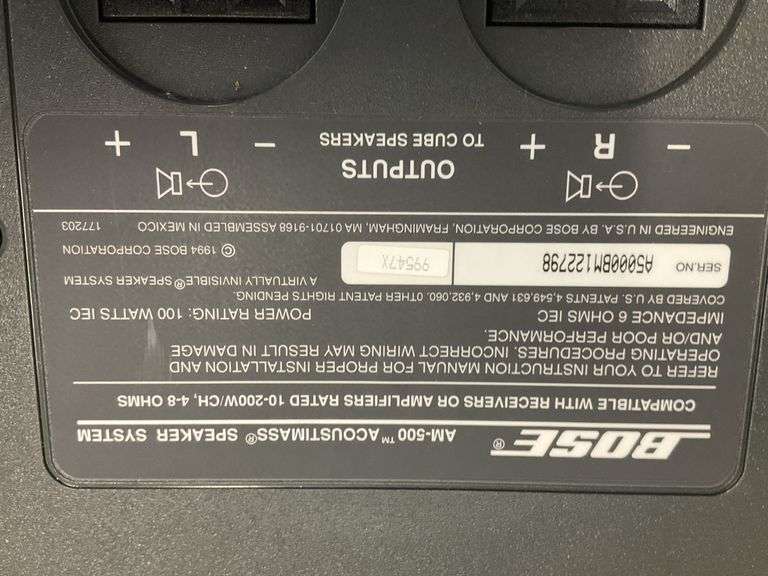 BOSE® AM-500™ ACOUSTIMASS® SPEAKER SYSTEM
COMPATIBLE WITH RECEIVERS OR AMPLIFIERS RATED 10-200W/CH, 4-8 OHMS
REFER TO YOUR INSTRUCTION MANUAL FOR PROPER INSTALLATION AND
OPERATING PROCEDURES. INCORRECT WIRING MAY RESULT IN DAMAGE
AND/OR POOR PERFORMANCE.
IMPEDANCE 6 OHMS IEC POWER RATING: 100 WATTS IEC
COVERED BY U.S. PATENTS 4,549,631 AND 4,932,060. OTHER PATENT RIGHTS PENDING.
SER.NO A5000BM122798 99547X A VIRTUALLY INVISIBLE® SPEAKER SYSTEM
© 1994 BOSE CORPORATION
ENGINEERED IN U.S.A. BY BOSE CORPORATION, FRAMINGHAM, MA 01701-9168 ASSEMBLED IN MEXICO 177203
OUTPUTS
TO CUBE SPEAKERS
- R + - L +